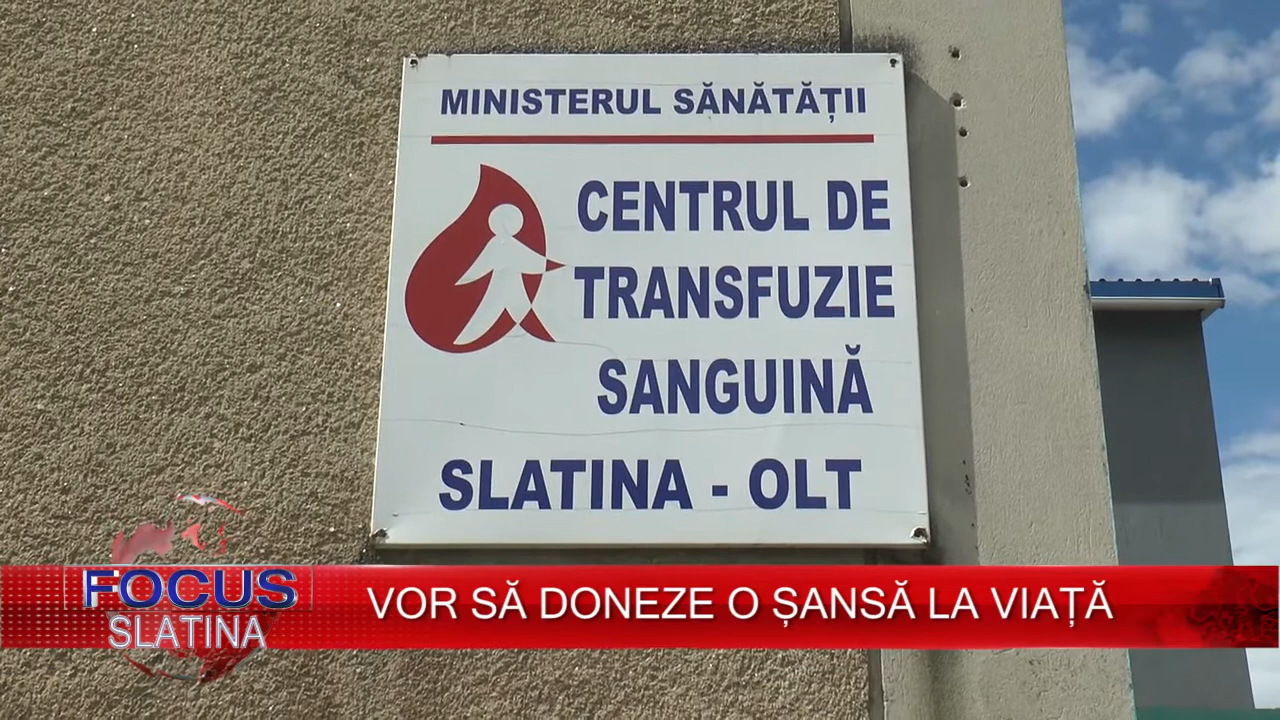 MINISTERUL SĂNĂTĂȚII
CENTRUL DE
TRANSFUZIE
SANGUINĂ
SLATINA - OLT
FOCUS
SLATINA
VOR SĂ DONEZE O ȘANSĂ LA VIAȚĂ